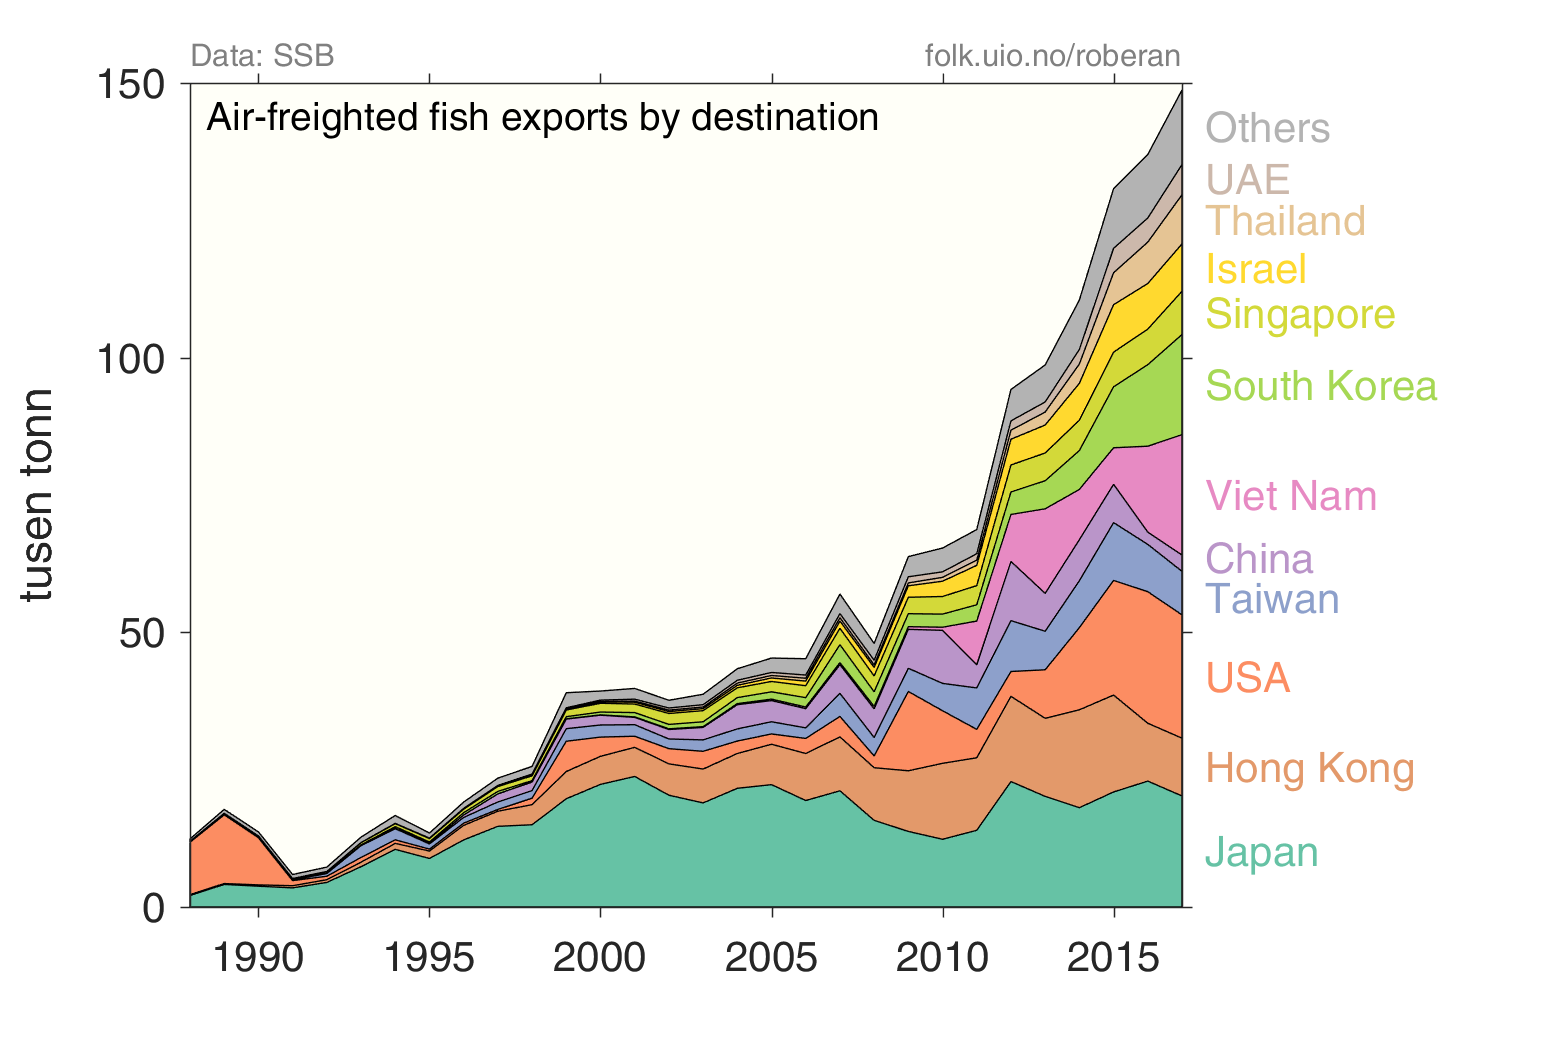 Data: SSB
folk.uio.no/roberan
Air-freighted fish exports by destination
150
100
50
0
tusen tonn
1990
1995
2000
2005
2010
2015
Others
UAE
Thailand
Israel
Singapore
South Korea
Viet Nam
China
Taiwan
USA
Hong Kong
Japan